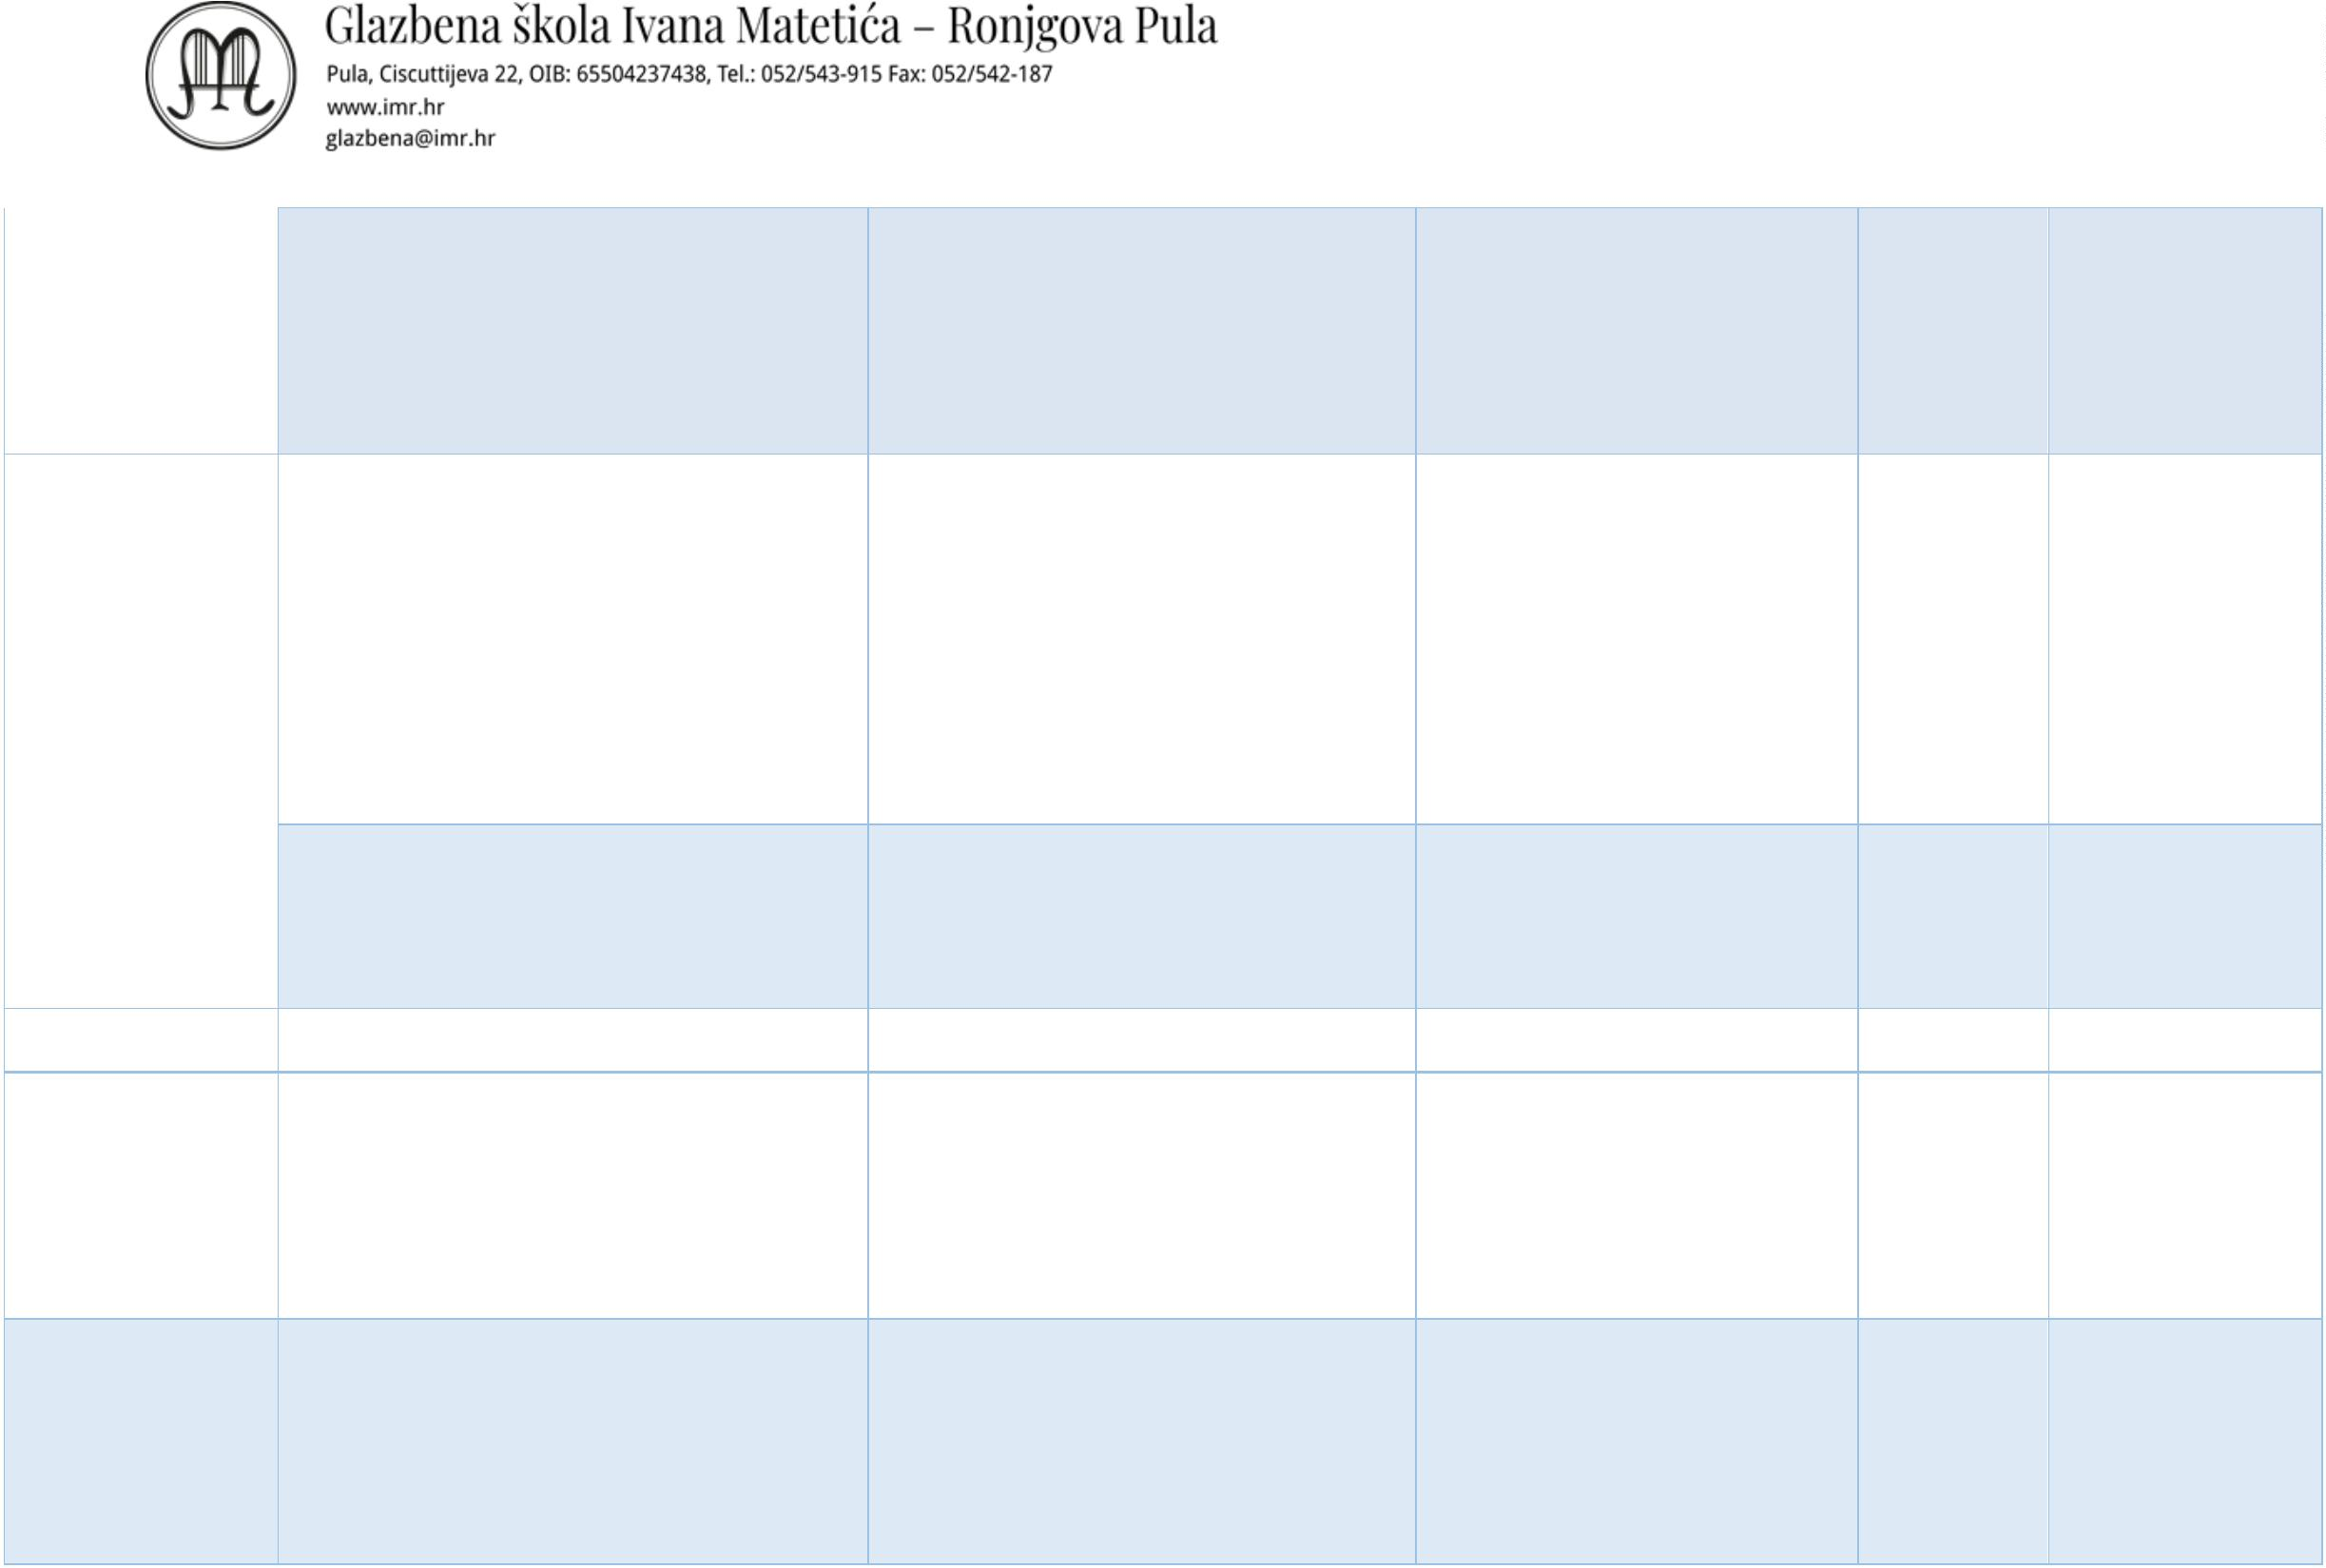 Glazbena škola Ivana Matetića – Ronjgova Pula
Pula, Ciscuttijeva 22, OIB: 65504237438, Tel.: 052/543-915 Fax: 052/542-187
www.imr.hr
glazbena@imr.hr